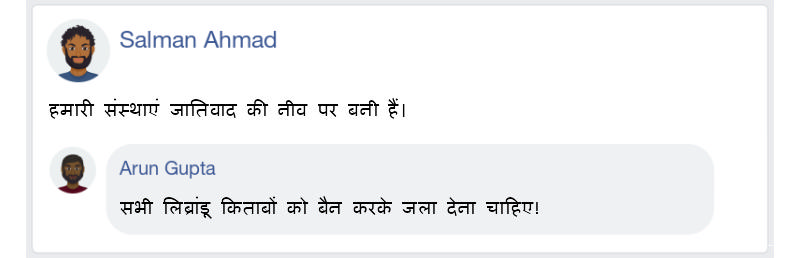 Salman Ahmad
हमारी संस्थाएं जातिवाद की नीव पर बनी हैं।
Arun Gupta
सभी लिब्रांडू किताबों को बैन करके जला देना चाहिए!